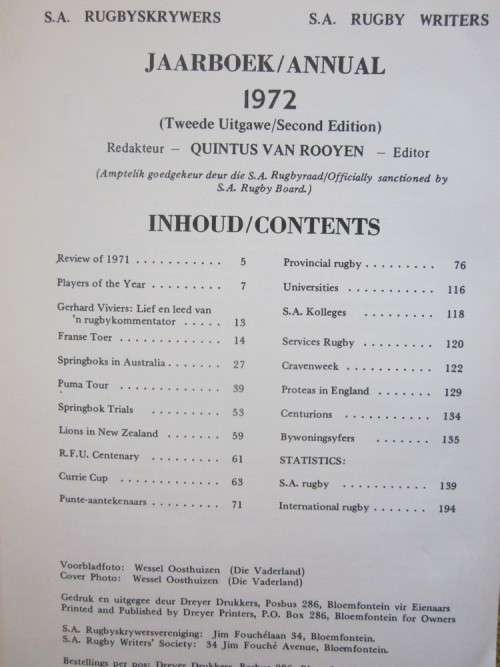 S.A. RUGBYSKRYWERS S.A. RUGBY WRITERS
JAARBOEK/ANNUAL
1972
(Tweede Uitgawe/Second Edition)
Redakteur – QUINTUS VAN ROOYEN – Editor
(Amptelik goedgekeur deur die S.A. Rugbyraad/Officially sanctioned by
S.A. Rugby Board.)
INHOUD/CONTENTS
Review of 1971 . . . . . . . . . . . 5
Players of the Year . . . . . . . . . . 7
Gerhard Viviers: Lief en leed van
'n rugbykommentator . . . . . 13
Franse Toer . . . . . . . . . . . . 14
Springboks in Australia . . . . . . . 27
Puma Tour . . . . . . . . . . . . 39
Springbok Trials . . . . . . . . . 53
Lions in New Zealand . . . . . . . 59
R.F.U. Centenary . . . . . . . . . 61
Currie Cup . . . . . . . . . . . . 63
Punte-aantekenaars . . . . . . . . . 71
Provincial rugby . . . . . . . . . 76
Universities . . . . . . . . . . . 116
S.A. Kolleges . . . . . . . . . 118
Services Rugby . . . . . . . . . 120
Cravenweek . . . . . . . . . . . 122
Proteas in England . . . . . . . . 129
Centurions . . . . . . . . . . . 134
Bywoningsyfers . . . . . . . 135
STATISTICS:
S.A. rugby . . . . . . . . . . . 139
International rugby . . . . . . . 194
Voorbladfoto: Wessel Oosthuizen (Die Vaderland)
Cover Photo: Wessel Oosthuizen (Die Vaderland)
Gedruk en uitgegee deur Dreyer Drukkers, Posbus 286, Bloemfontein vir Eienaars
Printed and Published by Dreyer Printers, P.O. Box 286, Bloemfontein for Owners
S.A. Rugbyskrywersvereniging: Jim Fouchélaan 34, Bloemfontein.
S.A. Rugby Writers' Society: 34 Jim Fouché Avenue, Bloemfontein.
Bestellings per pos: Dreyer Drukkers, Posbus 286,